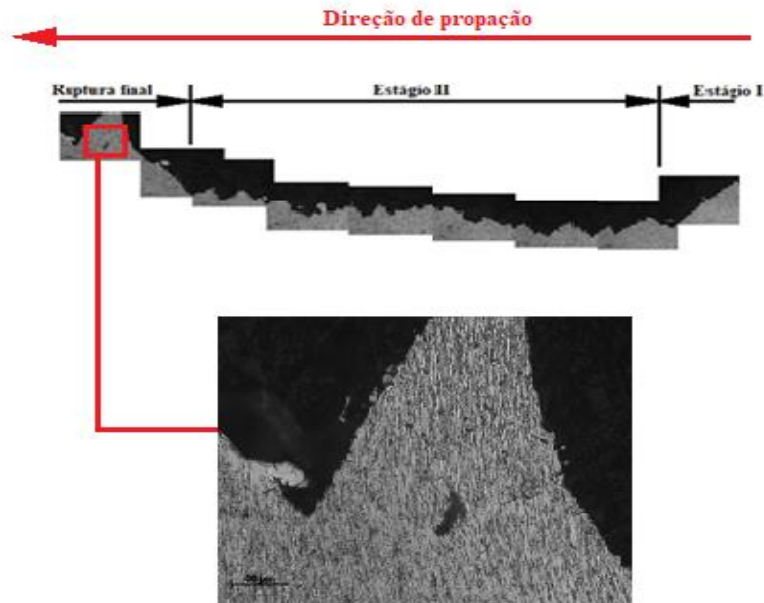 Direção de propação
Ruptura final
Estágio II
Estágio I